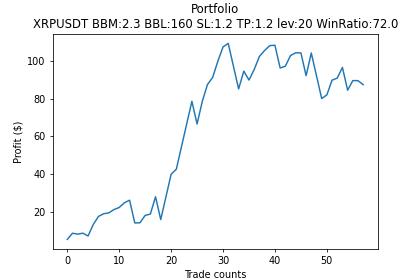 Portfolio
XRPUSDT BBM:2.3 BBL:160 SL:1.2 TP:1.2 lev:20 WinRatio:72.0
Profit ($)
100
80
60
40
20
0 10 20 30 40 50
Trade counts